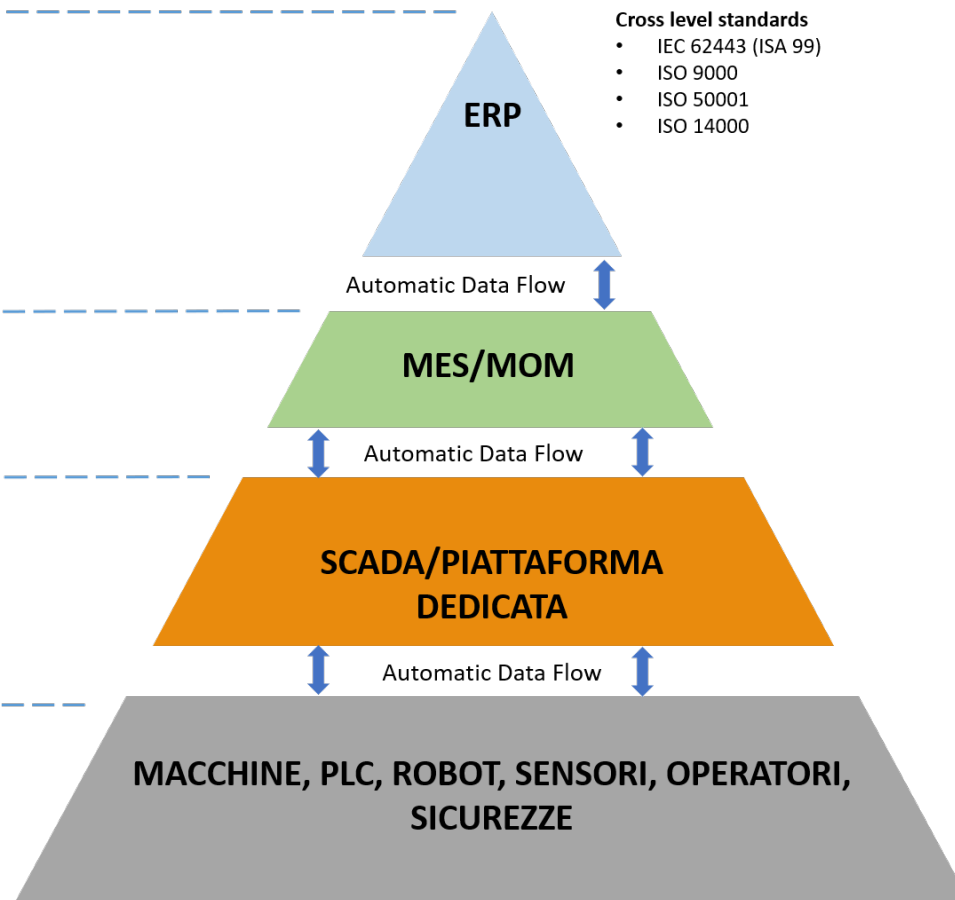 Cross level standards
• IEC 62443 (ISA 99)
• ISO 9000
• ISO 50001
• ISO 14000
ERP
Automatic Data Flow
MES/MOM
Automatic Data Flow
SCADA/PIATTAFORMA
DEDICATA
Automatic Data Flow
MACCHINE, PLC, ROBOT, SENSORI, OPERATORI,
SICUREZZE